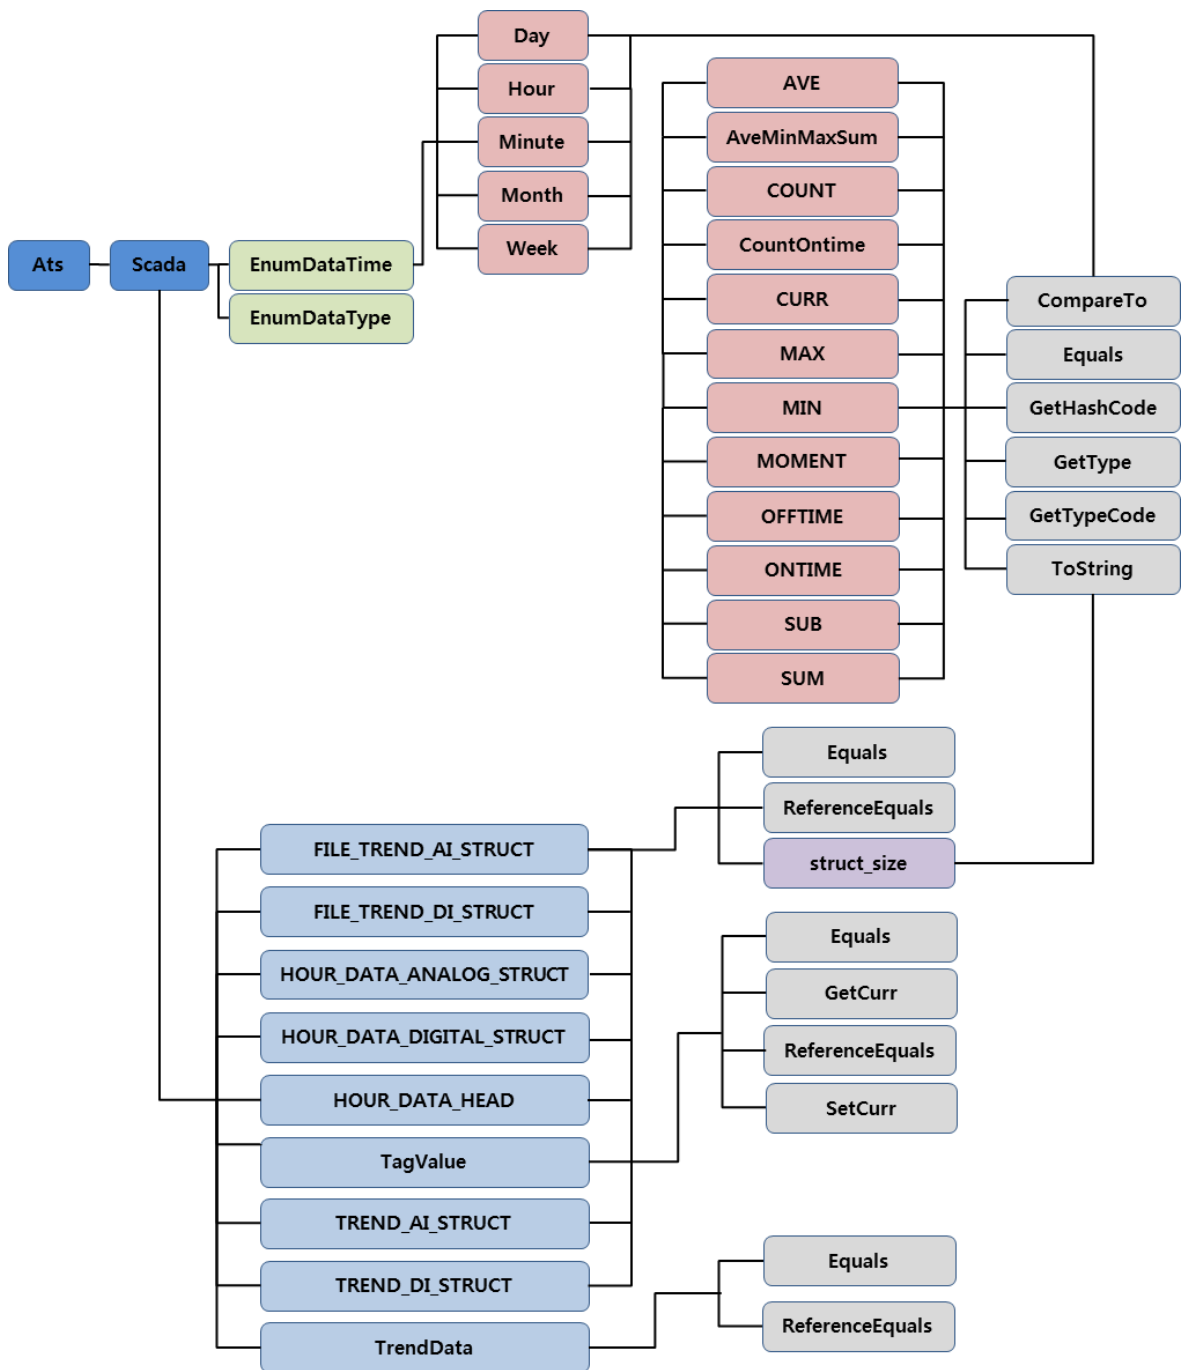 Ats
Scada
EnumDataTime
EnumDataType
Day
Hour
Minute
Month
Week
AVE
AveMinMaxSum
COUNT
CountOntime
CURR
MAX
MIN
MOMENT
OFFTIME
ONTIME
SUB
SUM
CompareTo
Equals
GetHashCode
GetType
GetTypeCode
ToString
FILE_TREND_AI_STRUCT
FILE_TREND_DI_STRUCT
HOUR_DATA_ANALOG_STRUCT
HOUR_DATA_DIGITAL_STRUCT
HOUR_DATA_HEAD
TagValue
TREND_AI_STRUCT
TREND_DI_STRUCT
TrendData
Equals
ReferenceEquals
struct_size
Equals
GetCurr
ReferenceEquals
SetCurr
Equals
ReferenceEquals